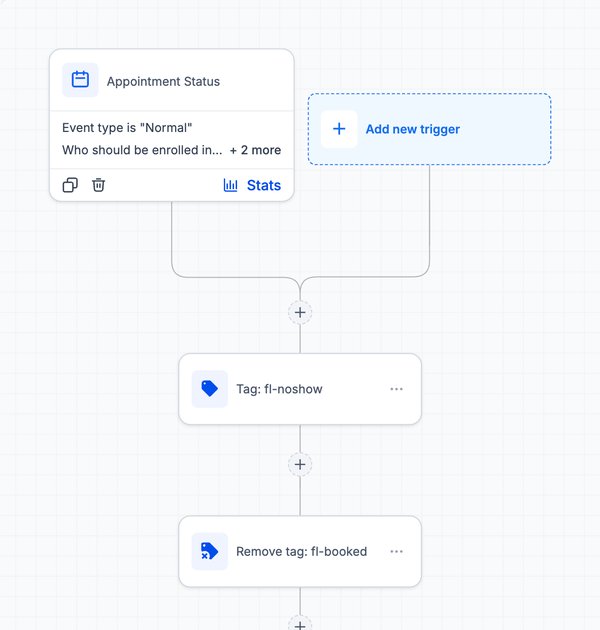 Appointment Status
Event type is "Normal"
Who should be enrolled in... + 2 more
Stats
Add new trigger
Tag: fl-noshow
Remove tag: fl-booked